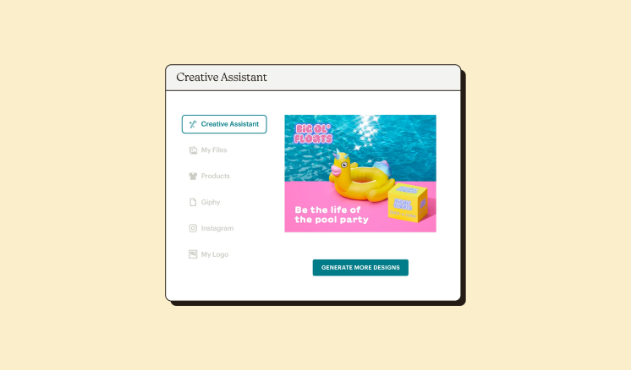 Creative Assistant
Creative Assistant
My Files
Products
Giphy
Instagram
My Logo
BIG OL'
FLOATS
Be the life of
the pool party
GENERATE MORE DESIGNS